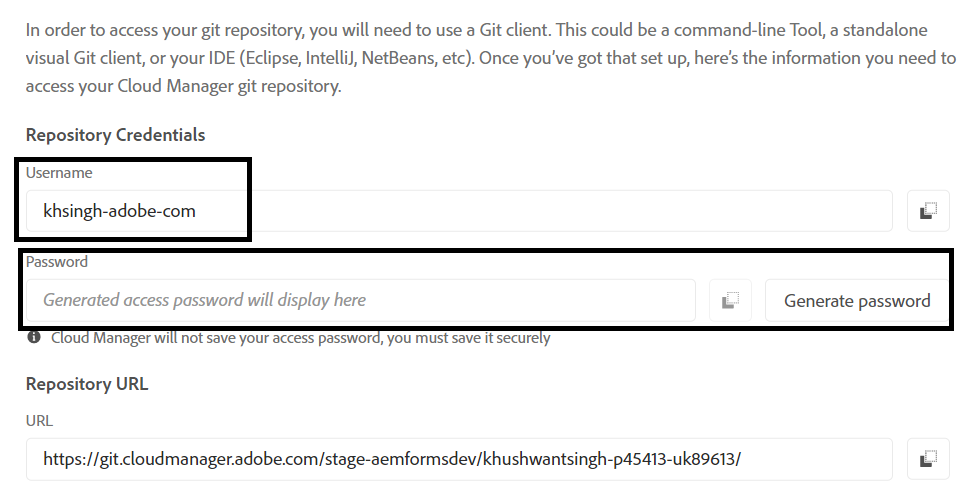 In order to access your git repository, you will need to use a Git client. This could be a command-line Tool, a standalone
visual Git client, or your IDE (Eclipse, IntelliJ, NetBeans, etc). Once you’ve got that set up, here’s the information you need to
access your Cloud Manager git repository.
Repository Credentials
Username
khsingh-adobe-com
Password
Generated access password will display here
Generate password
Cloud Manager will not save your access password, you must save it securely
Repository URL
URL
https://git.cloudmanager.adobe.com/stage-aemformsdev/khushwantsingh-p45413-uk89613/